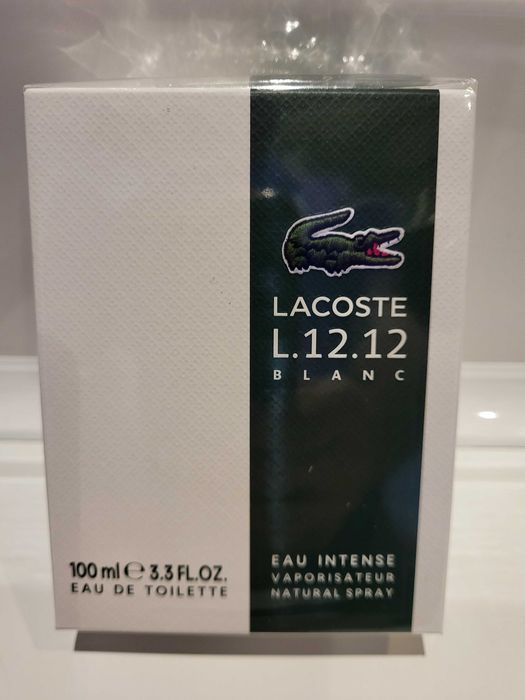 LACOSTE
L.12.12
BLANC
100 ml ℮ 3.3 FL.OZ.
EAU DE TOILETTE
EAU INTENSE
VAPORISATEUR
NATURAL SPRAY